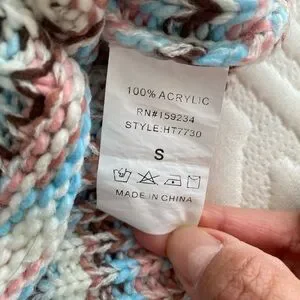 100% ACRYLIC
RN#159234
STYLE:HT7730
S
MADE IN CHINA